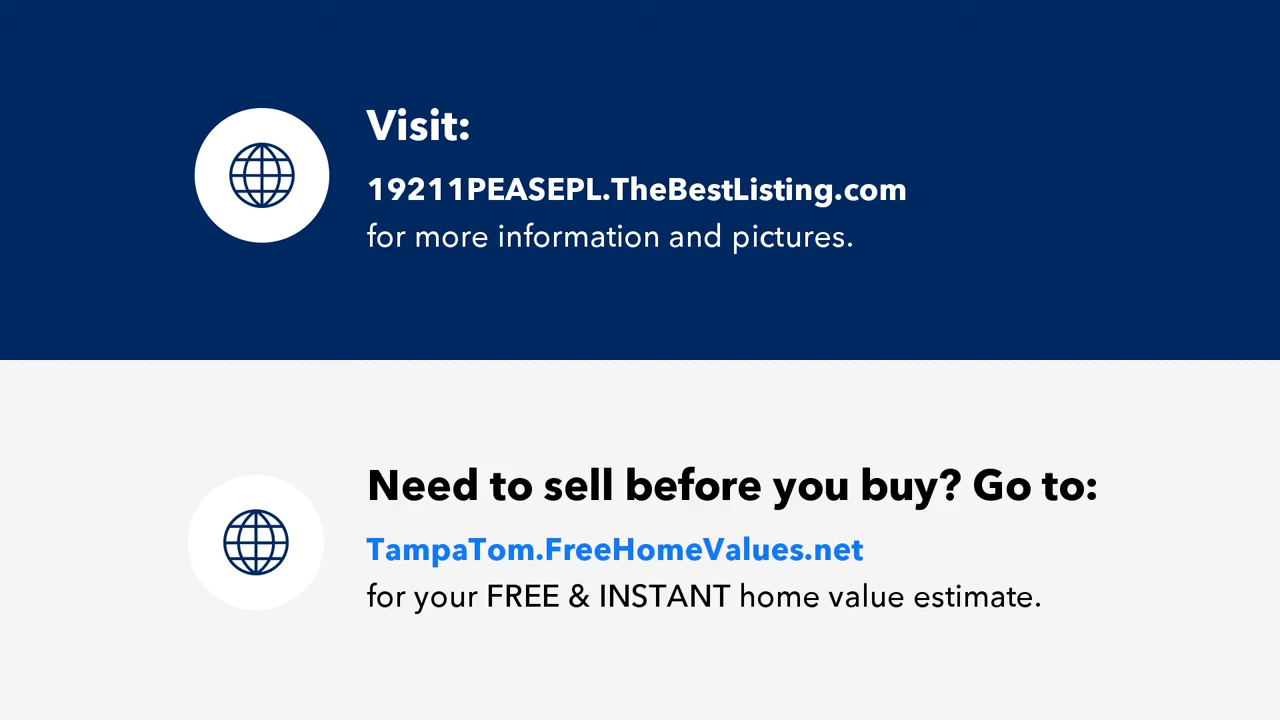 Visit:
19211PEASEPL.TheBestListing.com
for more information and pictures.
Need to sell before you buy? Go to:
TampaTom.FreeHomeValues.net
for your FREE & INSTANT home value estimate.